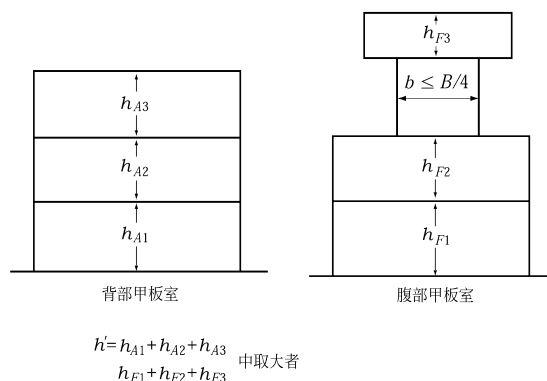 h_{A3}
h_{A2}
h_{A1}
背部甲板室
h_{F3}
b ≤ B/4
h_{F2}
h_{F1}
腹部甲板室
h'=h_{A1}+h_{A2}+h_{A3}
h_{F1}+h_{F2}+h_{F3}
中取大者